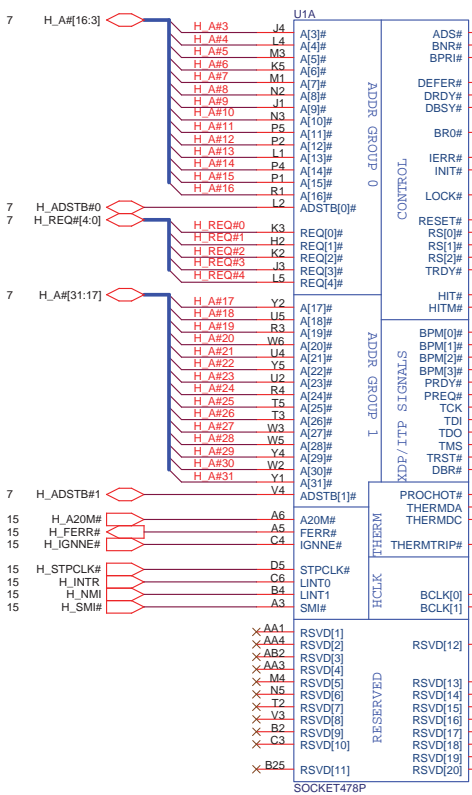 U1A
7 H_A#[16:3]
H_A#3 J4 A[3]# ADS#
H_A#4 L4 A[4]# BNR#
H_A#5 M3 A[5]# BPRI#
H_A#6 K5 A[6]#
H_A#7 M1 A[7]# DEFER#
H_A#8 N2 A[8]# DRDY#
H_A#9 J1 A[9]# DBSY#
H_A#10 N3 A[10]#
H_A#11 P5 A[11]# BR0#
H_A#12 P2 A[12]#
H_A#13 L1 A[13]# IERR#
H_A#14 P4 A[14]# INIT#
H_A#15 P1 A[15]#
H_A#16 R1 A[16]# LOCK#
7 H_ADSTB#0 L2 ADSTB[0]#
ADDR GROUP 0
CONTROL
7 H_REQ#[4:0]
RESET#
H_REQ#0 K3 REQ[0]# RS[0]#
H_REQ#1 H2 REQ[1]# RS[1]#
H_REQ#2 K2 REQ[2]# RS[2]#
H_REQ#3 J3 REQ[3]# TRDY#
H_REQ#4 L5 REQ[4]#
HIT#
HITM#
7 H_A#[31:17]
H_A#17 Y2 A[17]#
H_A#18 U5 A[18]#
H_A#19 R3 A[19]# BPM[0]#
H_A#20 W6 A[20]# BPM[1]#
H_A#21 U4 A[21]# BPM[2]#
H_A#22 Y5 A[22]# BPM[3]#
H_A#23 U2 A[23]# PRDY#
H_A#24 R4 A[24]# PREQ#
H_A#25 T5 A[25]# TCK
H_A#26 T3 A[26]# TDI
H_A#27 W3 A[27]# TDO
H_A#28 W5 A[28]# TMS
H_A#29 Y4 A[29]# TRST#
H_A#30 W2 A[30]# DBR#
H_A#31 Y1 A[31]#
7 H_ADSTB#1 V4 ADSTB[1]# PROCHOT#
ADDR GROUP 1
XDP/ITP SIGNALS
THERMDA
15 H_A20M# A6 A20M# THERMDC
15 H_FERR# A5 FERR#
15 H_IGNNE# C4 IGNNE# THERMTRIP#
THERM
15 H_STPCLK# D5 STPCLK#
15 H_INTR C6 LINT0
15 H_NMI B4 LINT1 BCLK[0]
15 H_SMI# A3 SMI# BCLK[1]
HCLK
AA1 RSVD[1]
AA4 RSVD[2] RSVD[12]
AB2 RSVD[3]
AA3 RSVD[4]
M4 RSVD[5] RSVD[13]
N5 RSVD[6] RSVD[14]
T2 RSVD[7] RSVD[15]
V3 RSVD[8] RSVD[16]
B2 RSVD[9] RSVD[17]
C3 RSVD[10] RSVD[18]
RSVD[19]
B25 RSVD[11] RSVD[20]
RESERVED
SOCKET478P